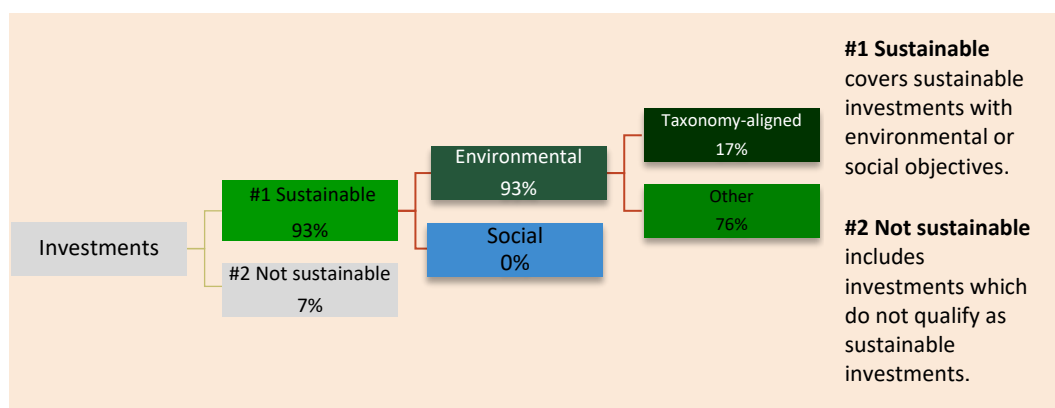 Investments
#1 Sustainable
93%
#2 Not sustainable
7%
Environmental
93%
Social
0%
Taxonomy-aligned
17%
Other
76%
#1 Sustainable
covers sustainable
investments with
environmental or
social objectives.
#2 Not sustainable
includes
investments which
do not qualify as
sustainable
investments.